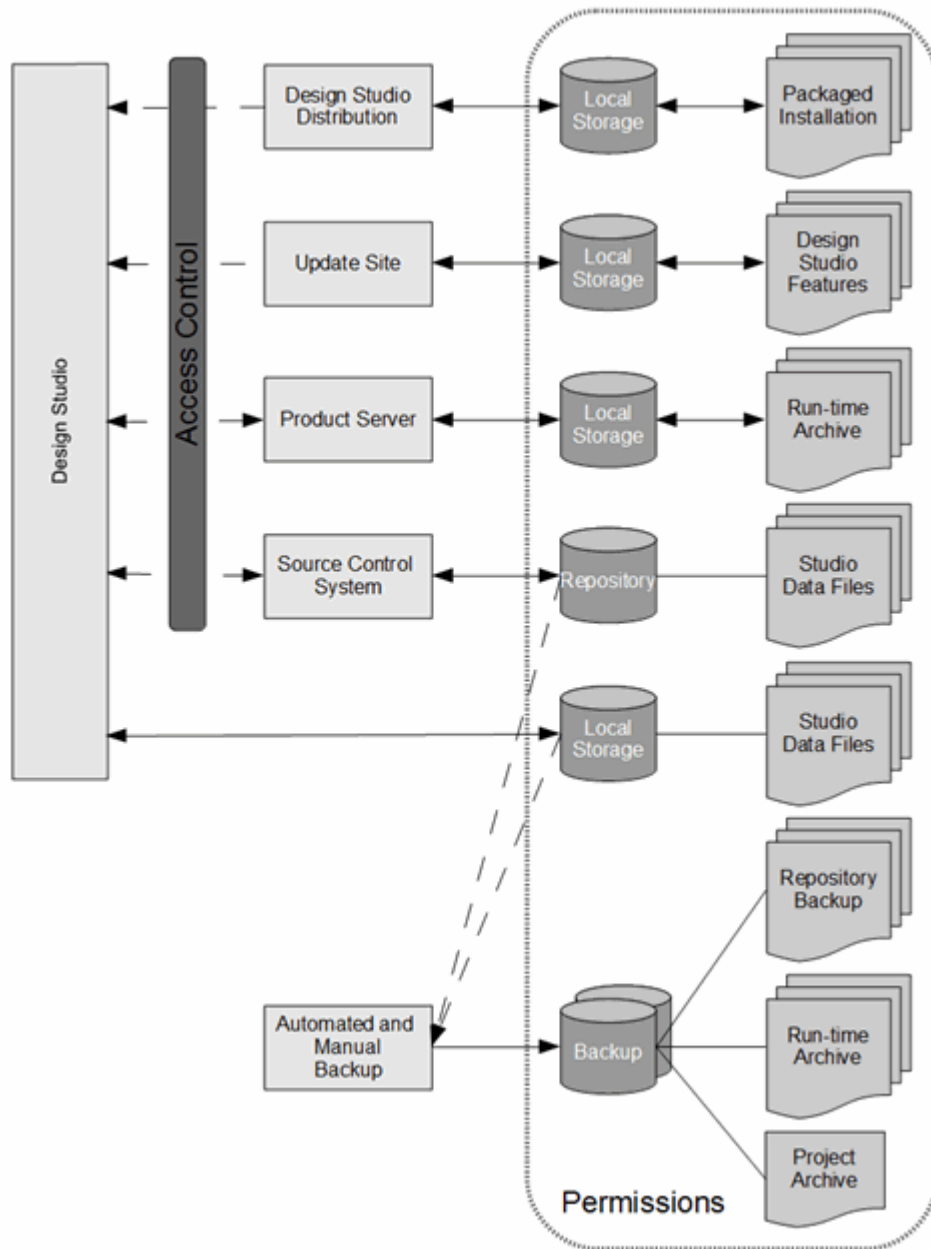 Design Studio
Access Control
Design Studio
Distribution
Local
Storage
Packaged
Installation
Update Site
Local
Storage
Design
Studio
Features
Product Server
Local
Storage
Run-time
Archive
Source Control
System
Repository
Studio
Data Files
Local
Storage
Studio
Data Files
Repository
Backup
Automated and
Manual
Backup
Backup
Run-time
Archive
Project
Archive
Permissions